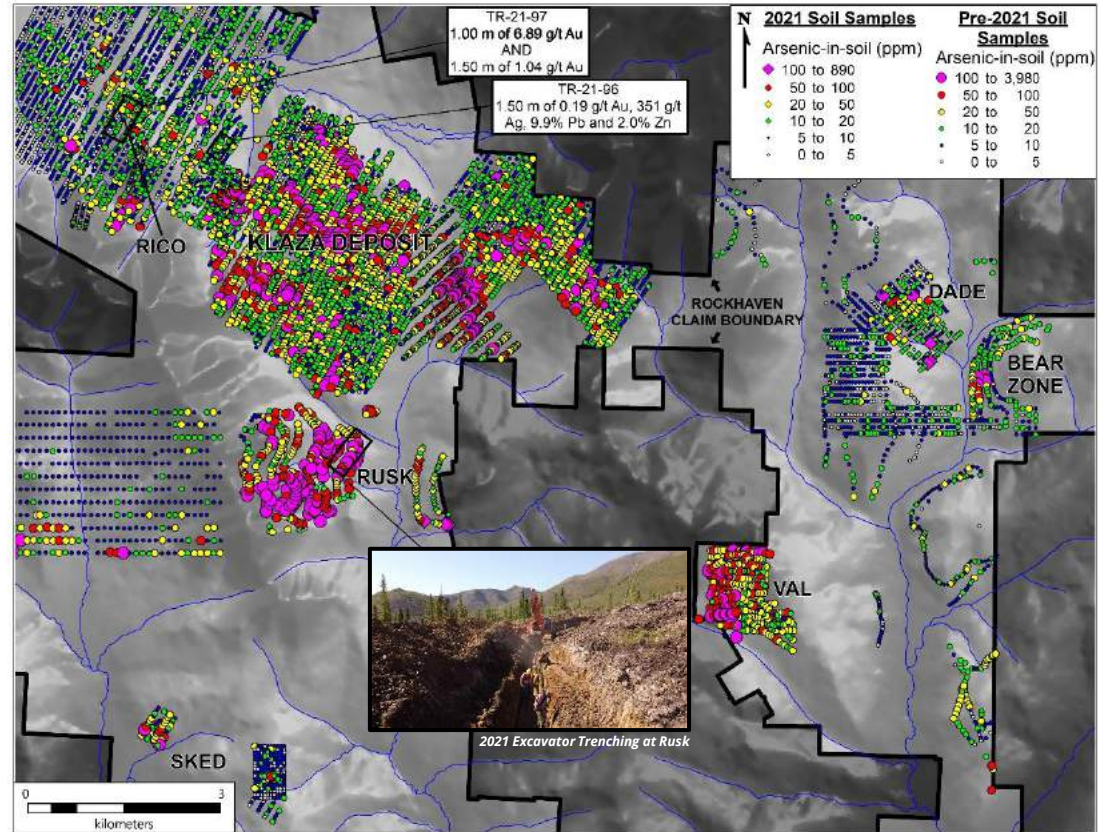 TR-21-97
1.00 m of 6.89 g/t Au
AND
1.50 m of 1.04 g/t Au
TR-21-96
1.50 m of 0.19 g/t Au, 351 g/t
Ag, 9.9% Pb and 2.0% Zn
N
2021 Soil Samples
Arsenic-in-soil (ppm)
100 to 890
50 to 100
20 to 50
10 to 20
5 to 10
0 to 5
Pre-2021 Soil
Samples
Arsenic-in-soil (ppm)
100 to 3,980
50 to 100
20 to 50
10 to 20
5 to 10
0 to 5
RICO
KLAZA DEPOSIT
ROCKHAVEN
CLAIM BOUNDARY
DADE
BEAR
ZONE
RUSK
VAL
2021 Excavator Trenching at Rusk
SKED
0 3
kilometers